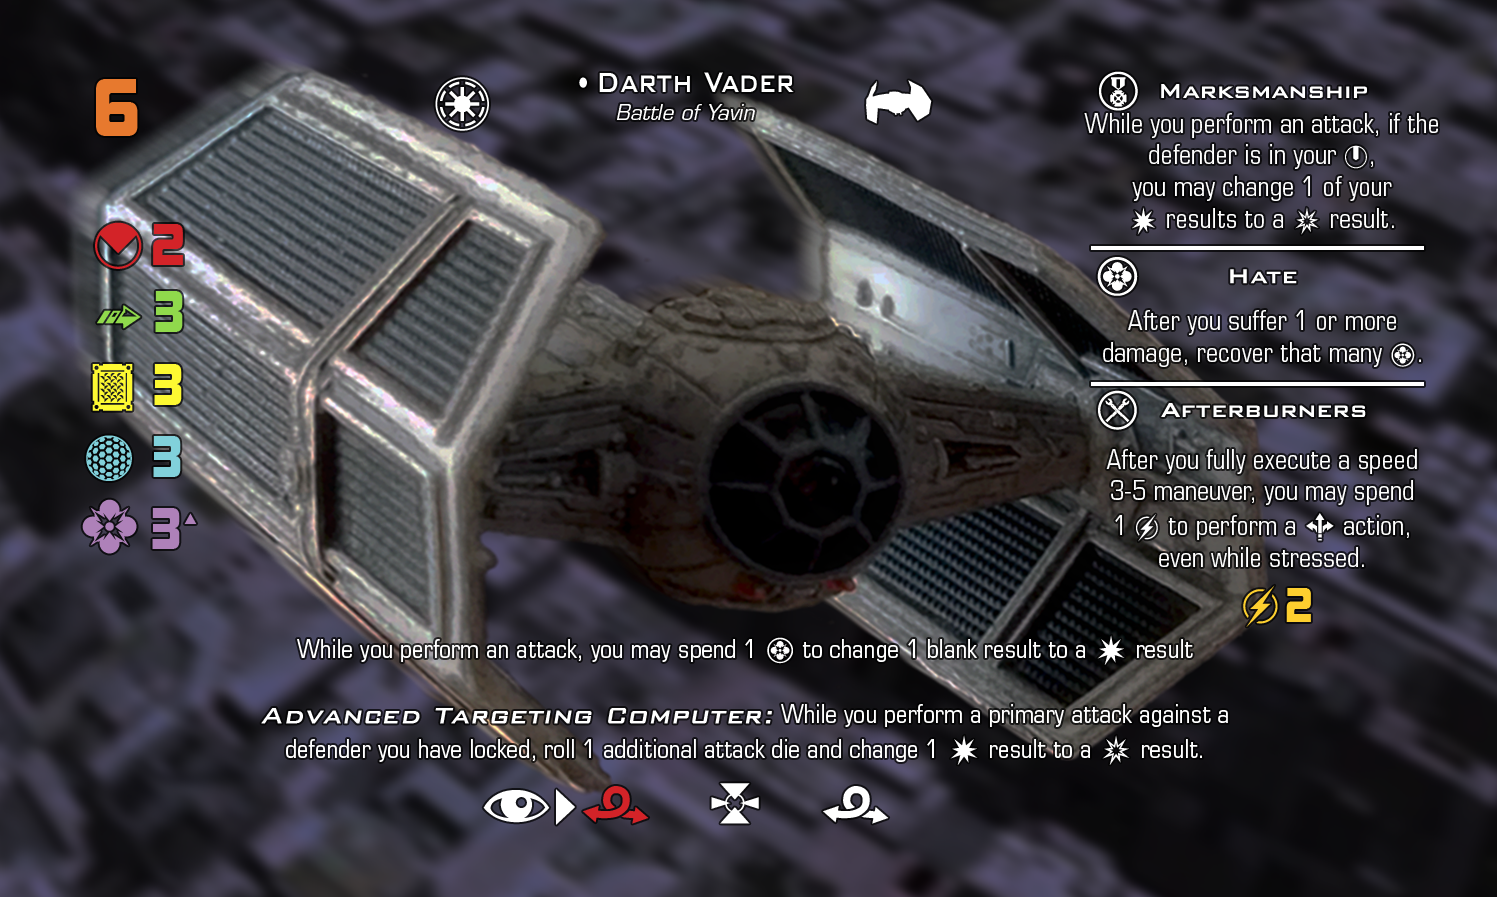 6
• Darth Vader
Battle of Yavin
2
3
3
3
3
Marksmanship
While you perform an attack, if the
defender is in your ,
you may change 1 of your
results to a result.
Hate
After you suffer 1 or more
damage, recover that many .
Afterburners
After you fully execute a speed
3-5 maneuver, you may spend
1 to perform a action,
even while stressed.
2
While you perform an attack, you may spend 1 to change 1 blank result to a result
Advanced Targeting Computer: While you perform a primary attack against a
defender you have locked, roll 1 additional attack die and change 1 result to a result.